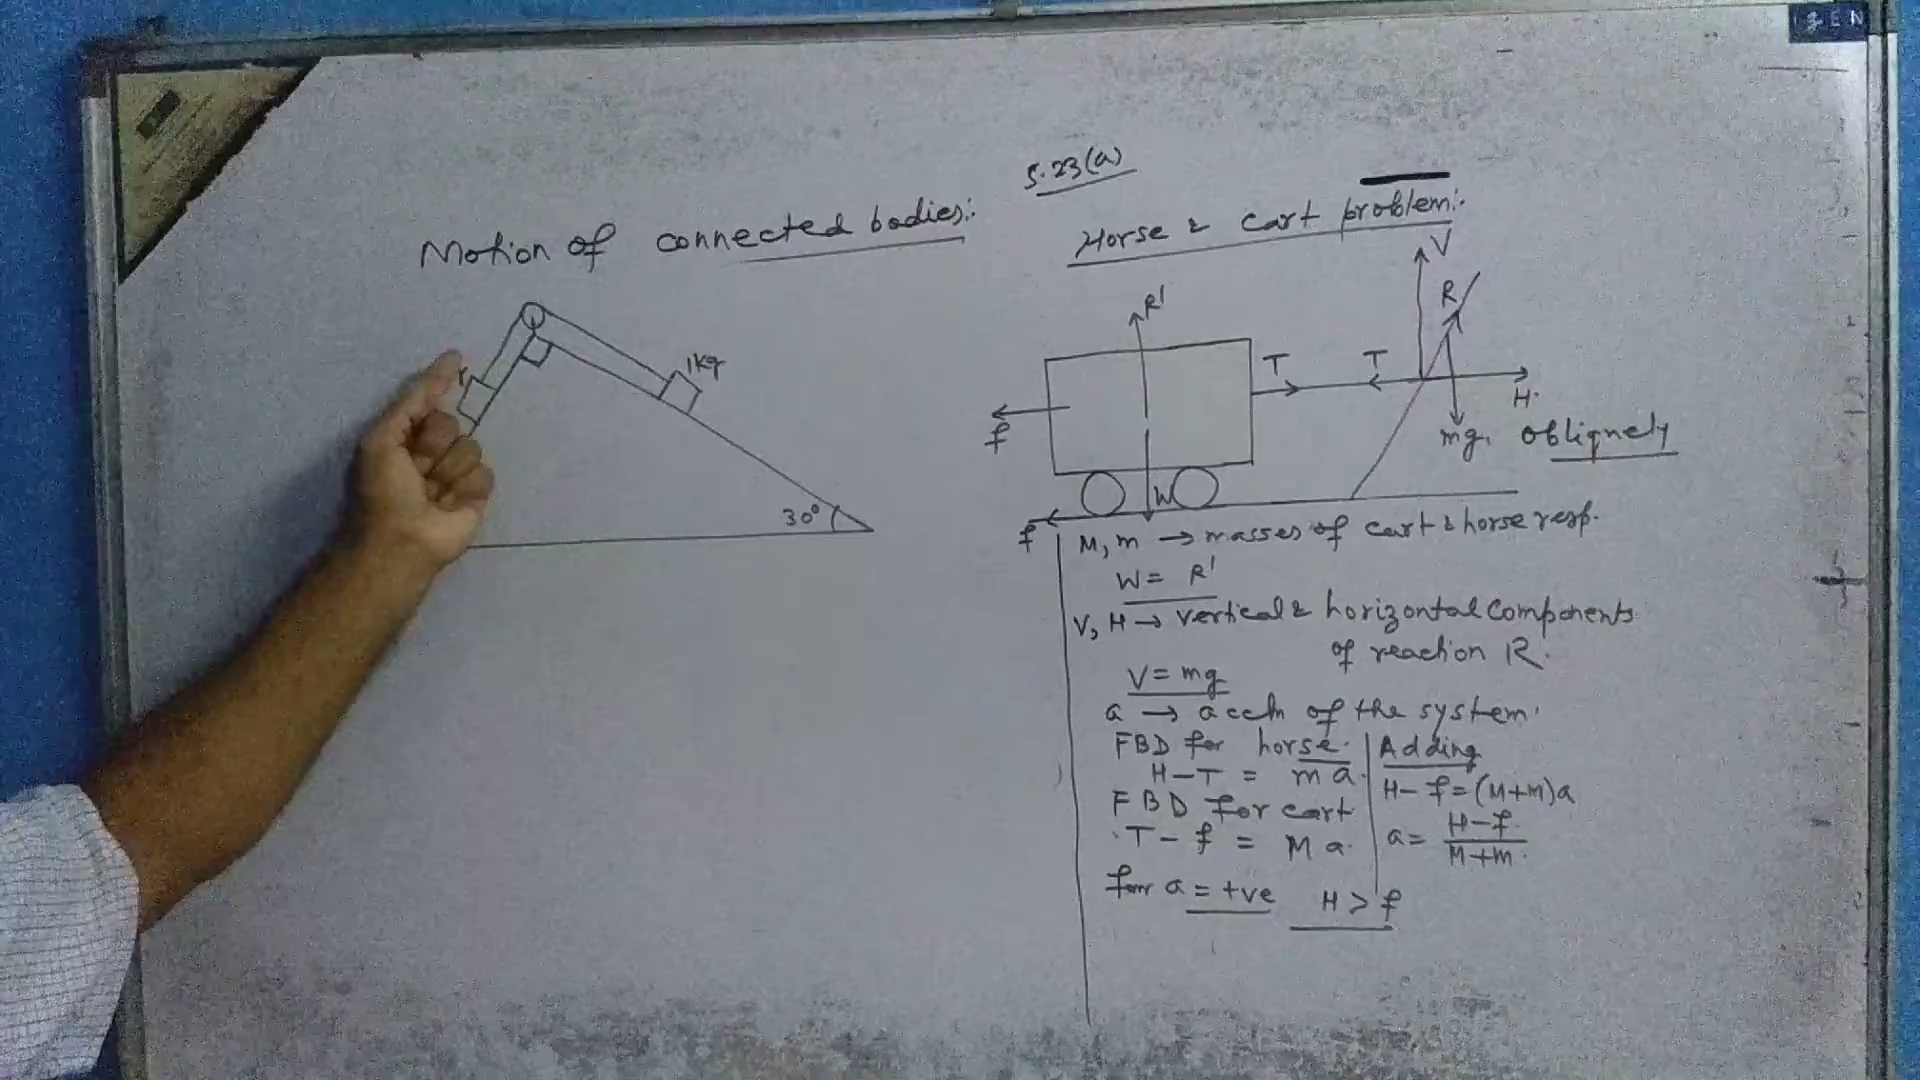 Motion of connected bodies:
1kg
30°
5.23(a)
Horse & cart problem:
R'
T
T
f
W
f
V
R
H
mg
obliquely
M, m → masses of cart & horse resp.
W = R'
V, H → vertical & horizontal components
of reaction R.
V = mg
a → accn of the system.
FBD for horse.
H - T = ma
FBD for cart
T - f = Ma
for a = +ve H > f
Adding
H - f = (M+m)a
a = H - f / M + m